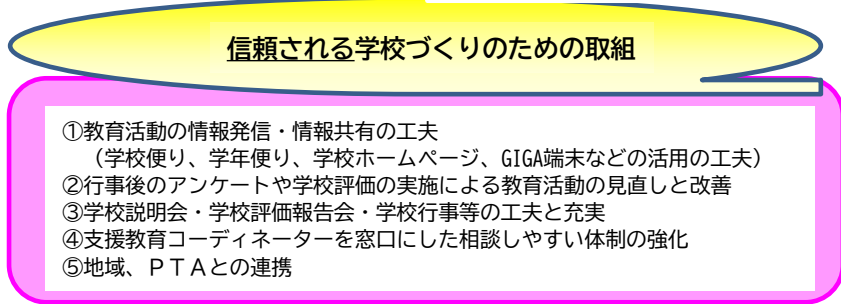 信頼される学校づくりのための取組
①教育活動の情報発信・情報共有の工夫
（学校便り、学年便り、学校ホームページ、GIGA端末などの活用の工夫）
②行事後のアンケートや学校評価の実施による教育活動の見直しと改善
③学校説明会・学校評価報告会・学校行事等の工夫と充実
④支援教育コーディネーターを窓口にした相談しやすい体制の強化
⑤地域、ＰＴＡとの連携